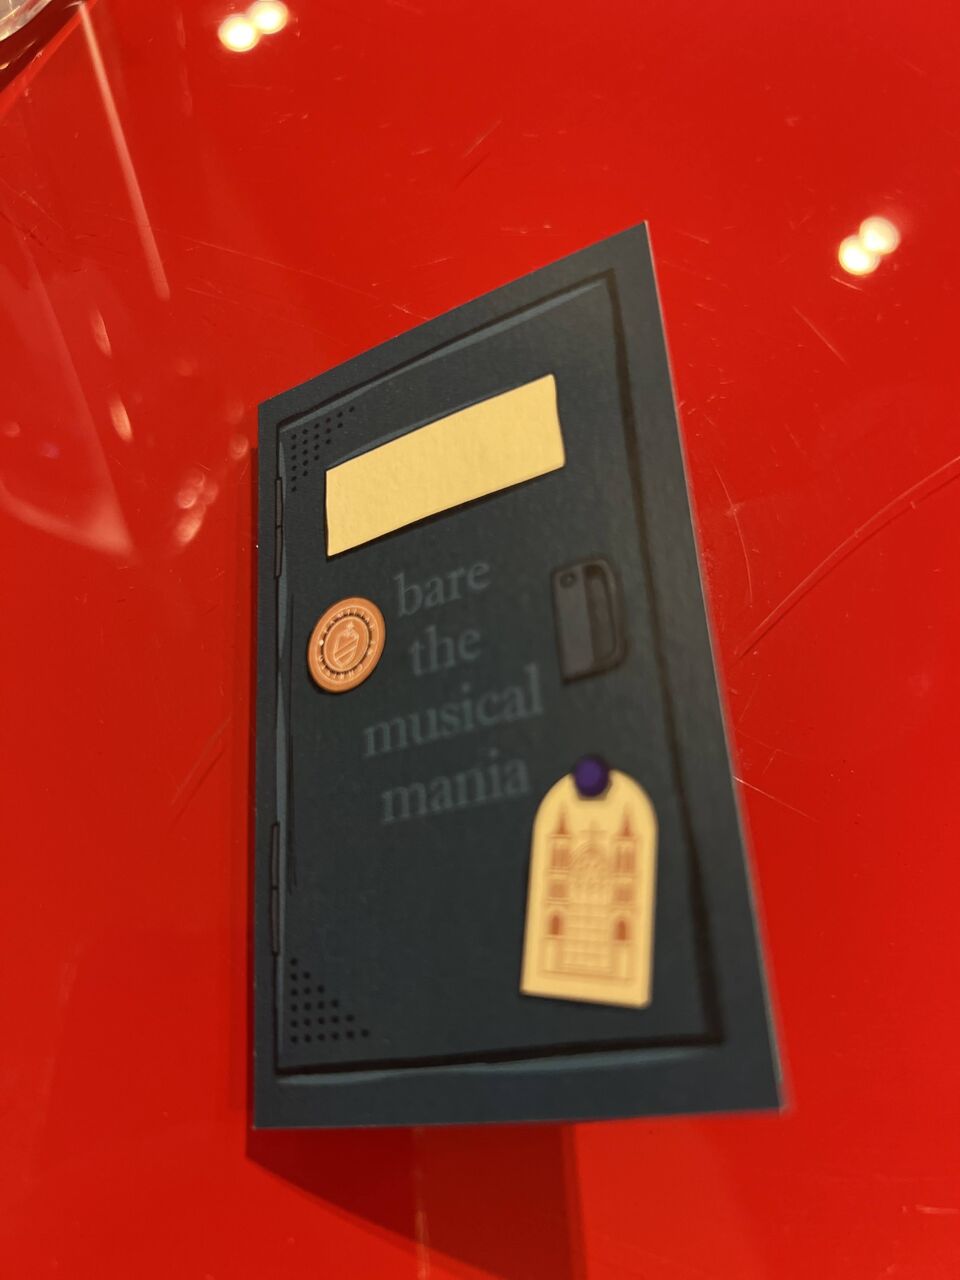 bare
the
musical
mania